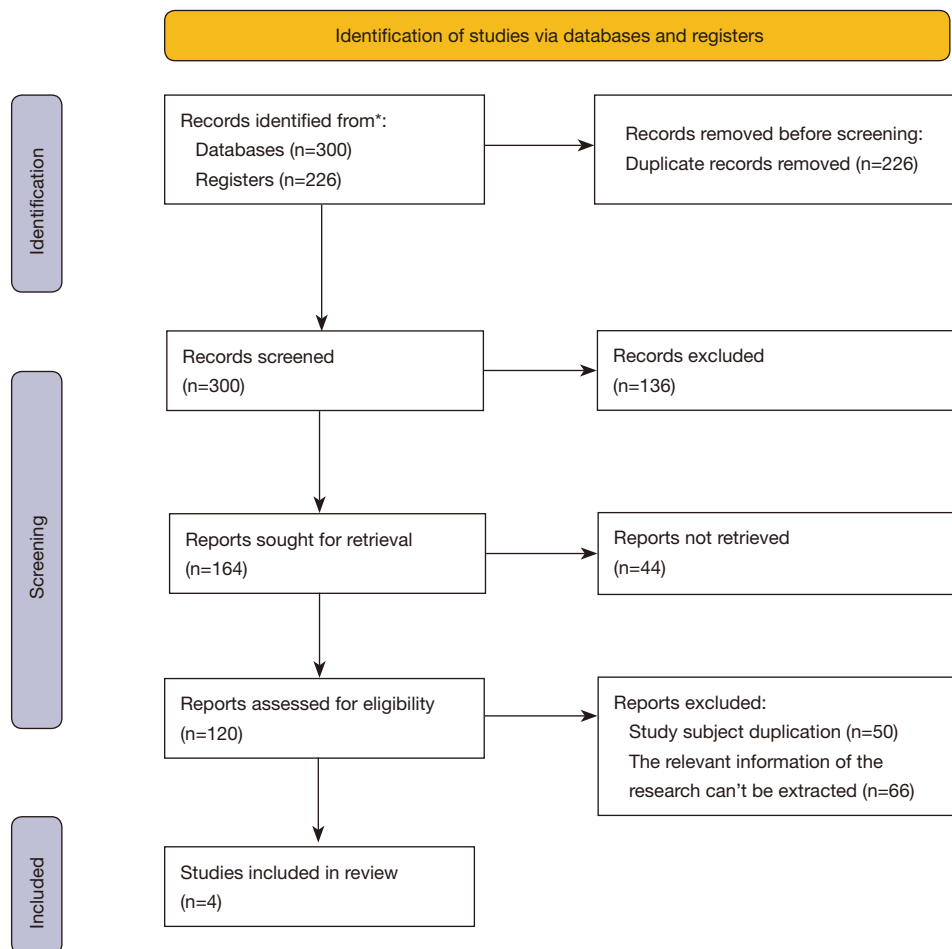 Identification of studies via databases and registers
Identification
Records identified from*:
Databases (n=300)
Registers (n=226)
Records removed before screening:
Duplicate records removed (n=226)
Screening
Records screened
(n=300)
Records excluded
(n=136)
Reports sought for retrieval
(n=164)
Reports not retrieved
(n=44)
Reports assessed for eligibility
(n=120)
Reports excluded:
Study subject duplication (n=50)
The relevant information of the
research can't be extracted (n=66)
Included
Studies included in review
(n=4)